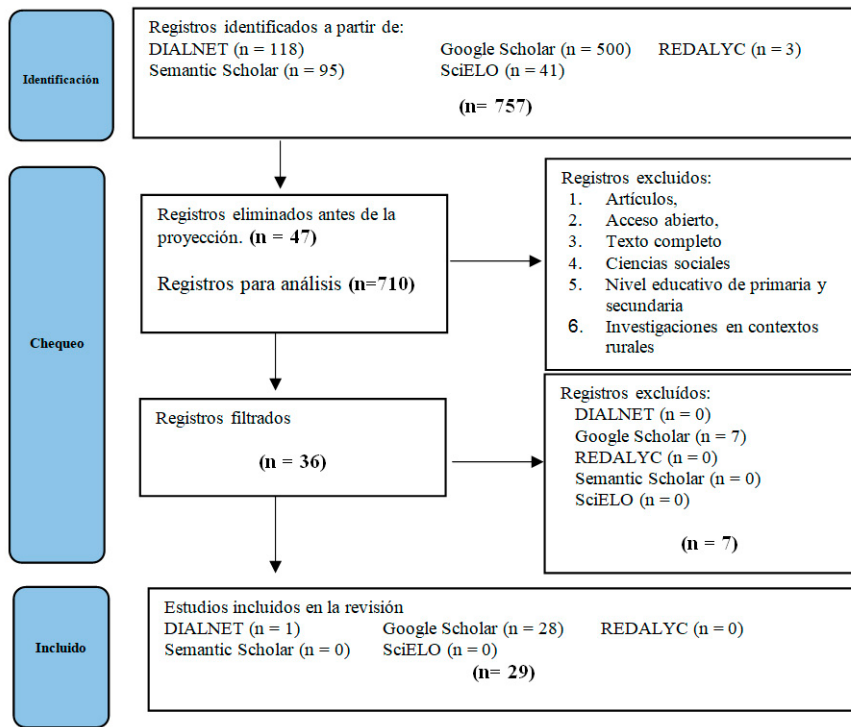 Identificación
Registros identificados a partir de:
DIALNET (n = 118) Google Scholar (n = 500) REDALYC (n = 3)
Semantic Scholar (n = 95) SciELO (n = 41)
(n= 757)
Chequeo
Registros eliminados antes de la
proyección. (n = 47)
Registros para análisis (n=710)
Registros excluidos:
1. Artículos,
2. Acceso abierto,
3. Texto completo
4. Ciencias sociales
5. Nivel educativo de primaria y
secundaria
6. Investigaciones en contextos
rurales
Registros filtrados
(n = 36)
Registros excluídos:
DIALNET (n = 0)
Google Scholar (n = 7)
REDALYC (n = 0)
Semantic Scholar (n = 0)
SciELO (n = 0)
(n = 7)
Incluido
Estudios incluidos en la revisión
DIALNET (n = 1) Google Scholar (n = 28) REDALYC (n = 0)
Semantic Scholar (n = 0) SciELO (n = 0)
(n= 29)